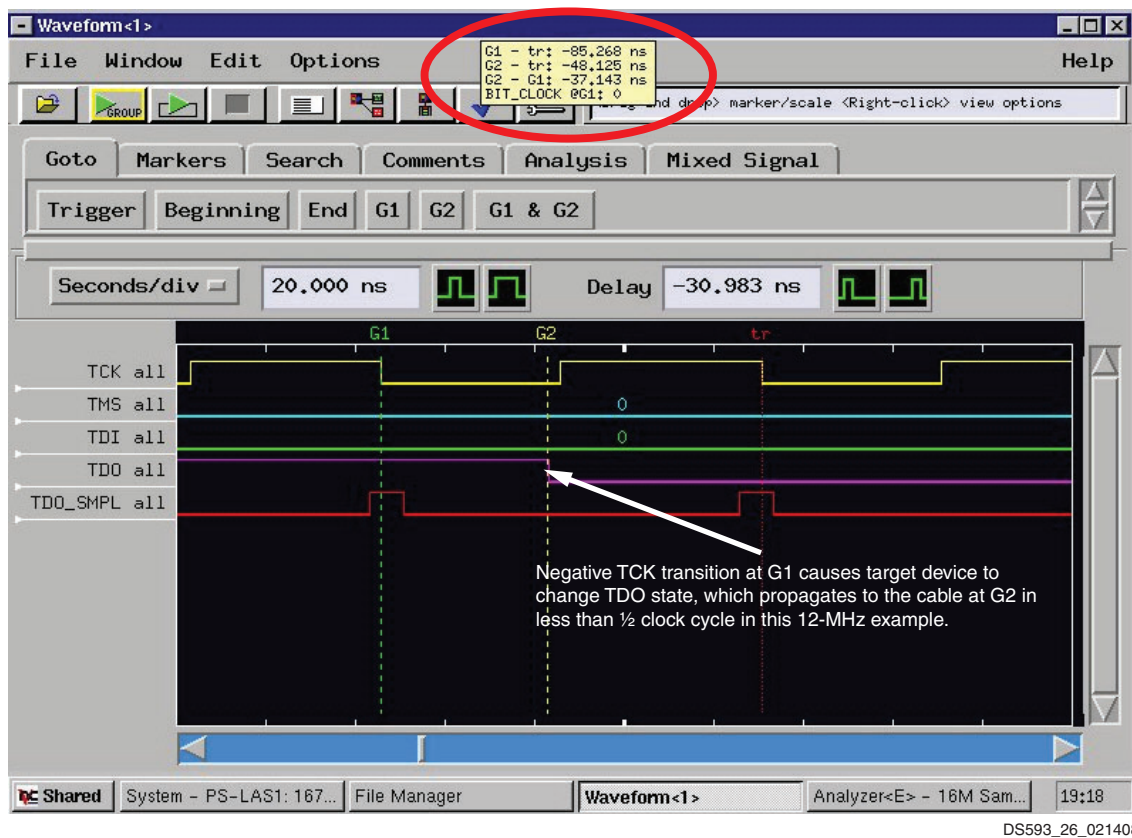 Waveform<1>
G1 - tr: -85.268 ns
G2 - tr: -48.125 ns
G2 - G1: -37.143 ns
BIT_CLOCK @G1: 0
File Window Edit Options Help
GROUP
nd drop> marker/scale <Right-click> view options
Goto Markers Search Comments Analysis Mixed Signal
Trigger Beginning End G1 G2 G1 & G2
Seconds/div 20.000 ns Delay -30.983 ns
G1 G2 tr
TCK all
TMS all 0
TDI all 0
TDO all
TDO_SMPL all
Negative TCK transition at G1 causes target device to
change TDO state, which propagates to the cable at G2 in
less than ½ clock cycle in this 12-MHz example.
Shared System - PS-LAS1: 167... File Manager Waveform<1> Analyzer<E> - 16M Sam... 19:18
DS593_26_021408